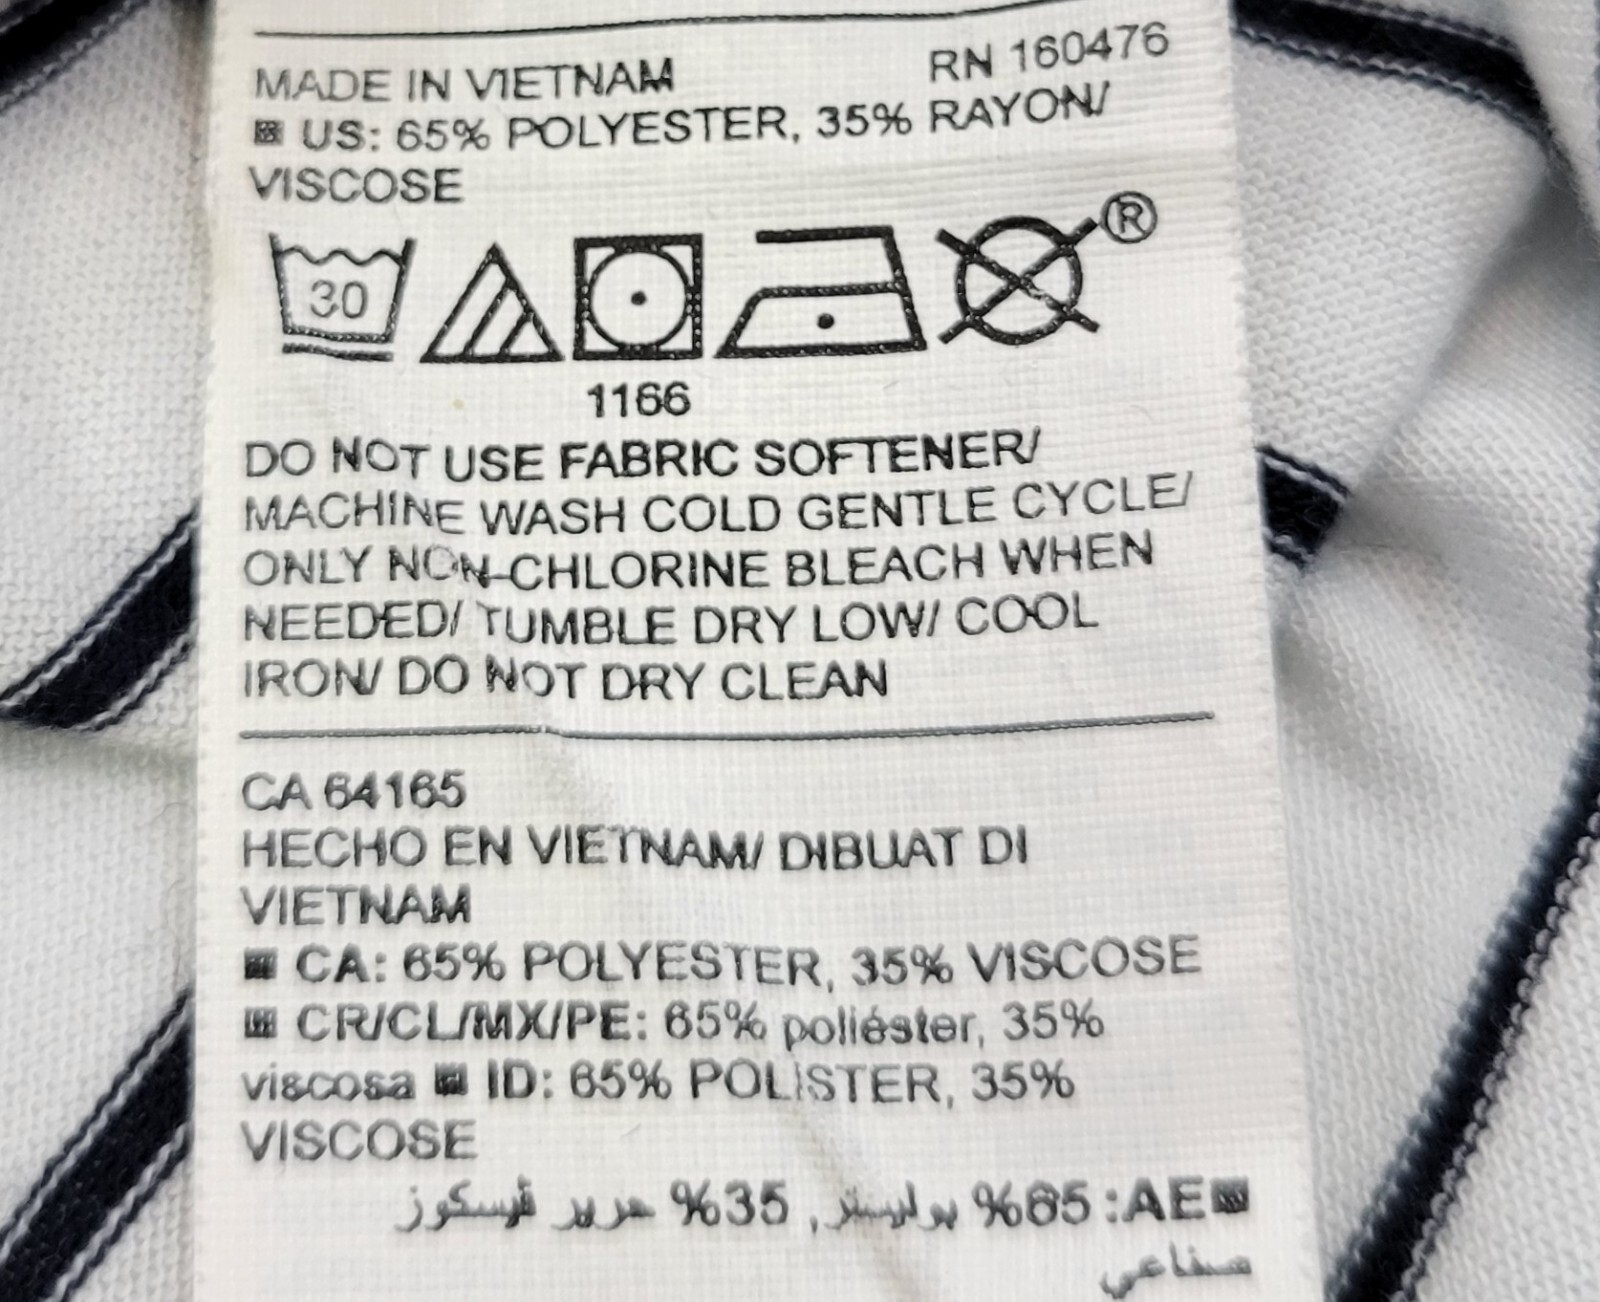 MADE IN VIETNAM RN 160476
US: 65% POLYESTER, 35% RAYON/
VISCOSE
30
®
1166
DO NOT USE FABRIC SOFTENER/
MACHINE WASH COLD GENTLE CYCLE/
ONLY NON-CHLORINE BLEACH WHEN
NEEDED/ TUMBLE DRY LOW/ COOL
IRON/ DO NOT DRY CLEAN
CA 64165
HECHO EN VIETNAM/ DIBUAT DI
VIETNAM
CA: 65% POLYESTER, 35% VISCOSE
CR/CL/MX/PE: 65% poliéster, 35%
viscosa ID: 65% POLISTER, 35%
VISCOSE
AE: 65% بوليستر, 35% حرير ڤيسكوز
صناعي